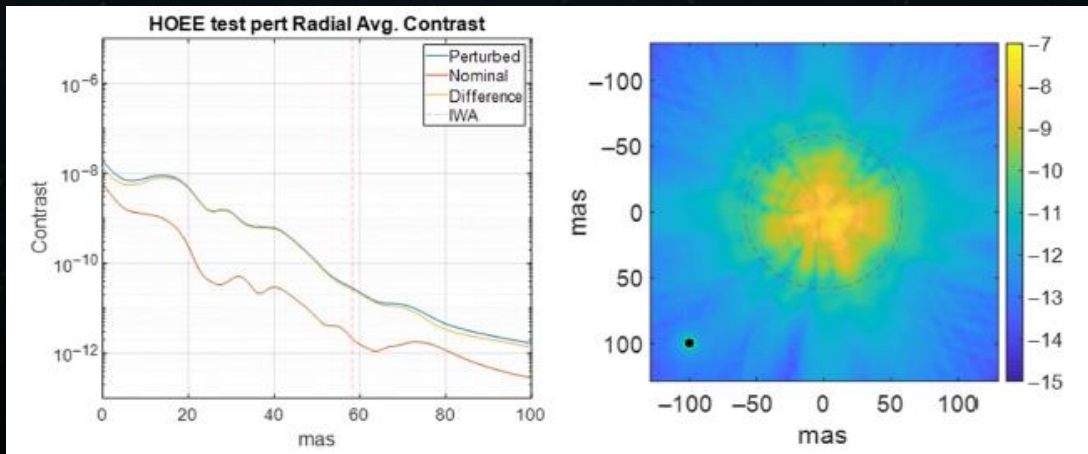 HOEE test pert Radial Avg. Contrast
Perturbed
Nominal
Difference
IWA
10⁻⁶
10⁻⁸
10⁻¹⁰
10⁻¹²
Contrast
0 20 40 60 80 100
mas
−100
−50
0
50
100
mas
−100 −50 0 50 100
mas
−7
−8
−9
−10
−11
−12
−13
−14
−15